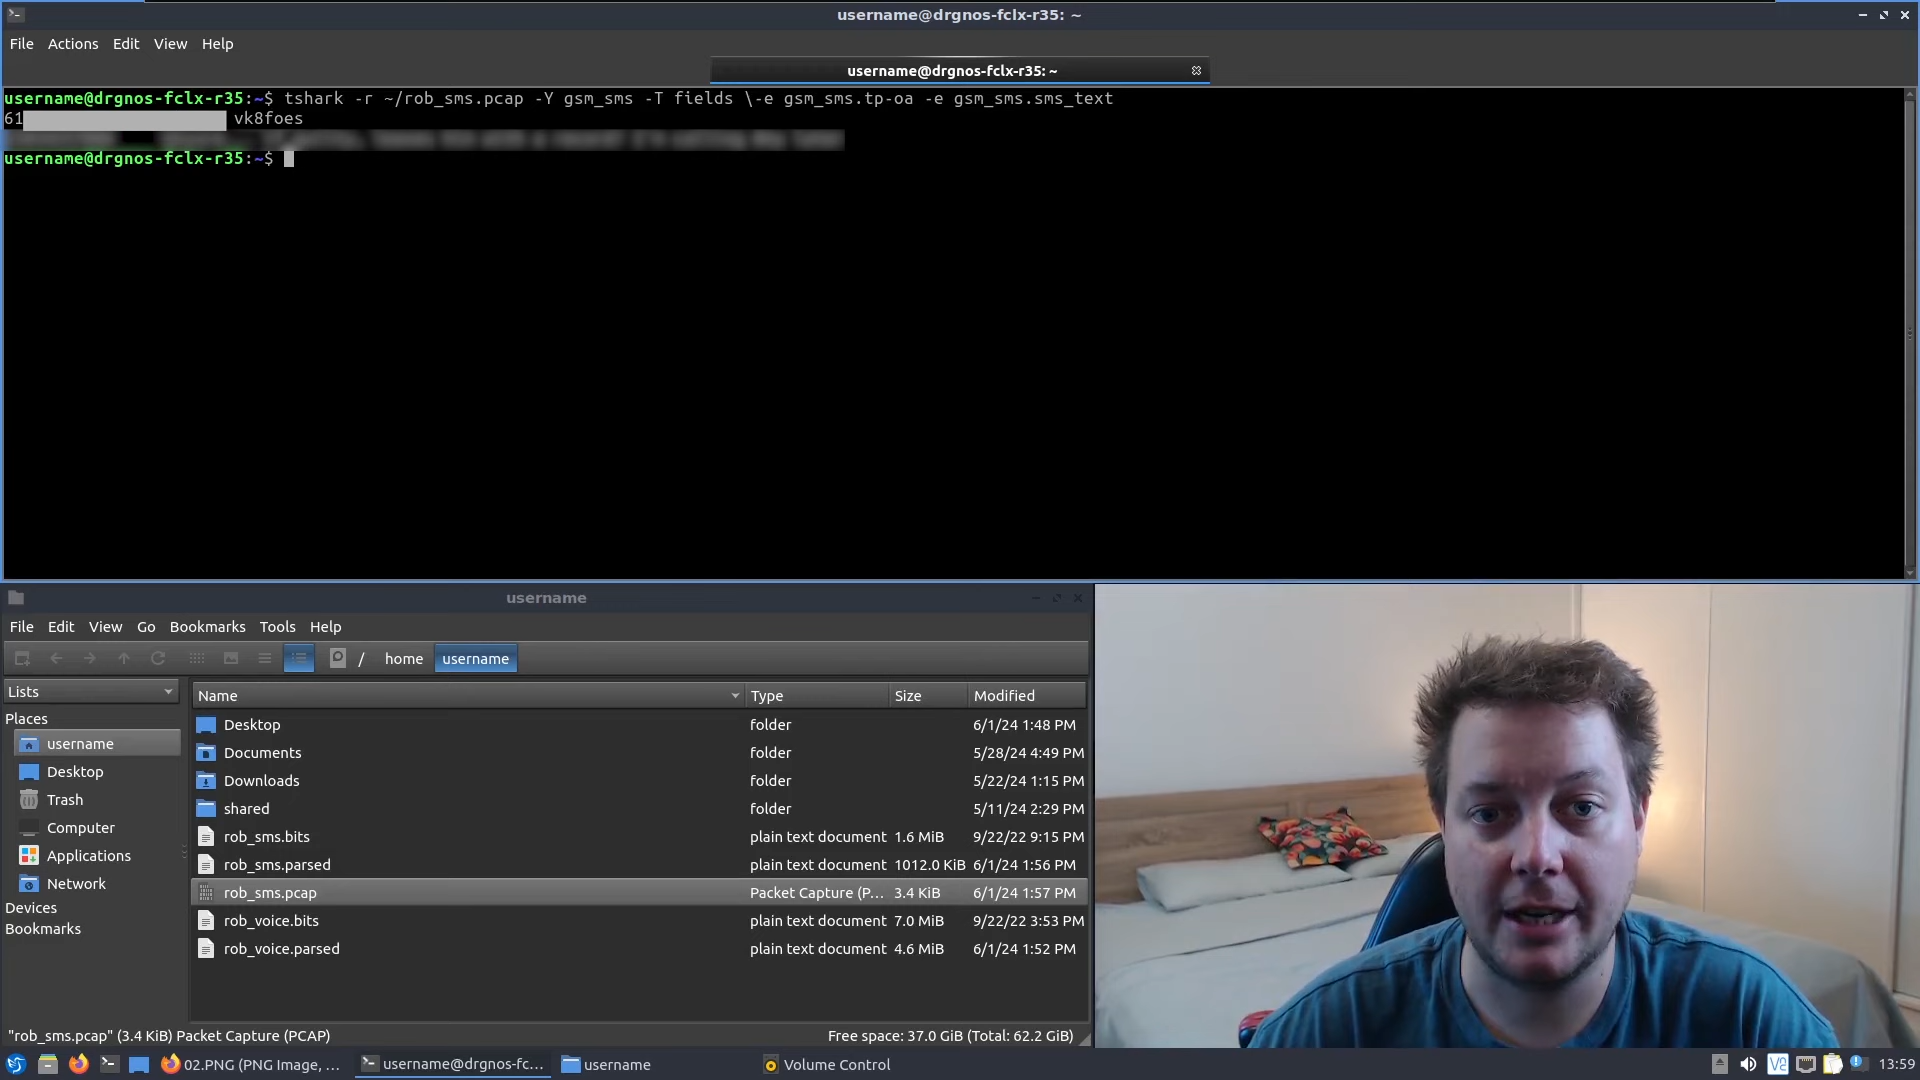 username@drgnos-fclx-r35: ~
File Actions Edit View Help
username@drgnos-fclx-r35: ~
username@drgnos-fclx-r35:~$ tshark -r ~/rob_sms.pcap -Y gsm_sms -T fields \-e gsm_sms.tp-oa -e gsm_sms.sms_text
61 vk8foes
username@drgnos-fclx-r35:~$
username
File Edit View Go Bookmarks Tools Help
/ home username
Lists
Places
username
Desktop
Trash
Computer
Applications
Network
Devices
Bookmarks
Name Type Size Modified
Desktop folder 6/1/24 1:48 PM
Documents folder 5/28/24 4:49 PM
Downloads folder 5/22/24 1:15 PM
shared folder 5/11/24 2:29 PM
rob_sms.bits plain text document 1.6 MiB 9/22/22 9:15 PM
rob_sms.parsed plain text document 1012.0 KiB 6/1/24 1:56 PM
rob_sms.pcap Packet Capture (P... 3.4 KiB 6/1/24 1:57 PM
rob_voice.bits plain text document 7.0 MiB 9/22/22 3:53 PM
rob_voice.parsed plain text document 4.6 MiB 6/1/24 1:52 PM
"rob_sms.pcap" (3.4 KiB) Packet Capture (PCAP) Free space: 37.0 GiB (Total: 62.2 GiB)
02.PNG (PNG Image, ... username@drgnos-fc... username Volume Control 13:59